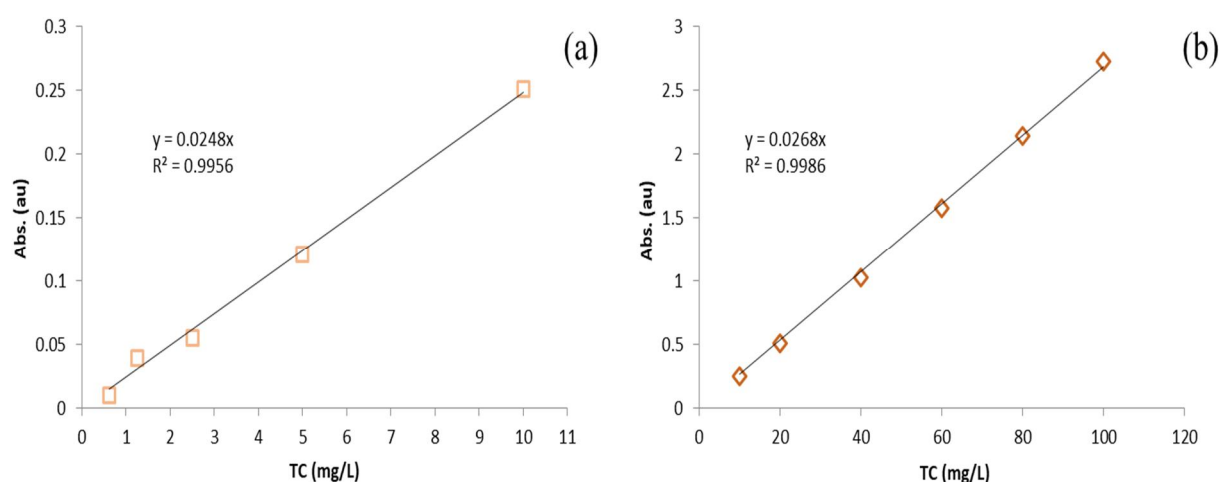 (a)
y = 0.0248x
R² = 0.9956
Abs. (au)
0.3
0.25
0.2
0.15
0.1
0.05
0
0 1 2 3 4 5 6 7 8 9 10 11
TC (mg/L)
(b)
y = 0.0268x
R² = 0.9986
Abs. (au)
3
2.5
2
1.5
1
0.5
0
0 20 40 60 80 100 120
TC (mg/L)